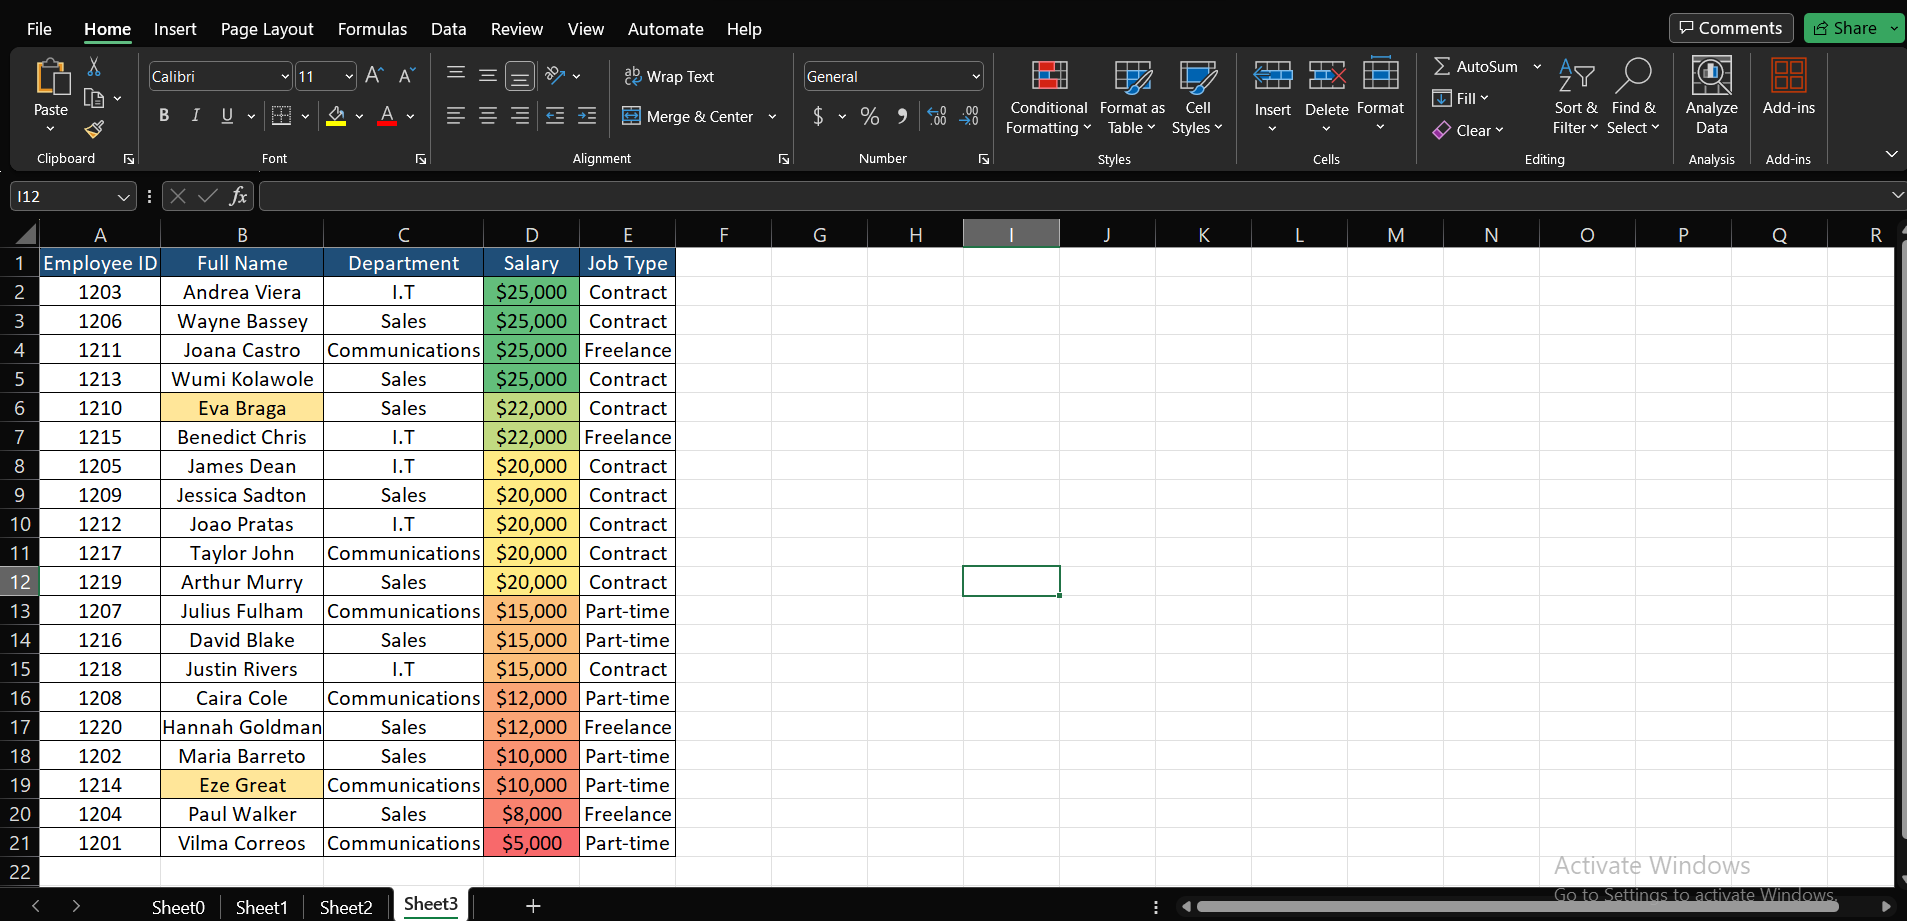 File Home Insert Page Layout Formulas Data Review View Automate Help Comments Share
Calibri 11 Wrap Text General AutoSum
Paste Conditional Formatting Format as Table Cell Styles Insert Delete Format Fill Sort & Filter Find & Select Analyze Data Add-ins
B I U A Merge & Center $ % Clear
Clipboard Font Alignment Number Styles Cells Editing Analysis Add-ins
I12 fx
A B C D E F G H I J K L M N O P Q R
1 Employee ID Full Name Department Salary Job Type
2 1203 Andrea Viera I.T $25,000 Contract
3 1206 Wayne Bassey Sales $25,000 Contract
4 1211 Joana Castro Communications $25,000 Freelance
5 1213 Wumi Kolawole Sales $25,000 Contract
6 1210 Eva Braga Sales $22,000 Contract
7 1215 Benedict Chris I.T $22,000 Freelance
8 1205 James Dean I.T $20,000 Contract
9 1209 Jessica Sadton Sales $20,000 Contract
10 1212 Joao Pratas I.T $20,000 Contract
11 1217 Taylor John Communications $20,000 Contract
12 1219 Arthur Murry Sales $20,000 Contract
13 1207 Julius Fulham Communications $15,000 Part-time
14 1216 David Blake Sales $15,000 Part-time
15 1218 Justin Rivers I.T $15,000 Contract
16 1208 Caira Cole Communications $12,000 Part-time
17 1220 Hannah Goldman Sales $12,000 Freelance
18 1202 Maria Barreto Sales $10,000 Part-time
19 1214 Eze Great Communications $10,000 Part-time
20 1204 Paul Walker Sales $8,000 Freelance
21 1201 Vilma Correos Communications $5,000 Part-time
22
Activate Windows
Go to Settings to activate Windows.
Sheet0 Sheet1 Sheet2 Sheet3 +